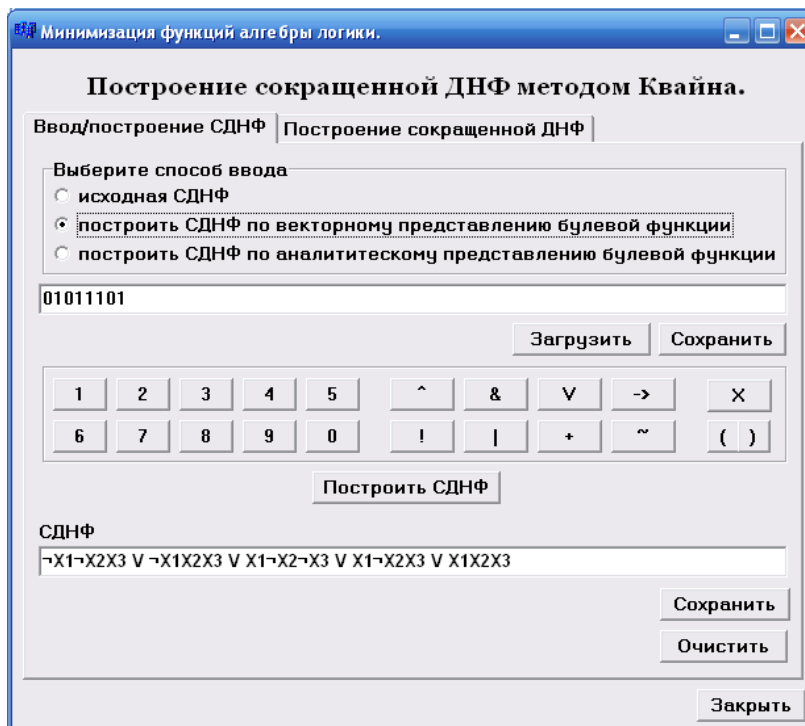 Минимизация функций алгебры логики.
Построение сокращенной ДНФ методом Квайна.
Ввод/построение СДНФ Построение сокращенной ДНФ
Выберите способ ввода
исходная СДНФ
построить СДНФ по векторному представлению булевой функции
построить СДНФ по аналититескому представлению булевой функции
01011101
Загрузить Сохранить
1 2 3 4 5 ^ & V -> X
6 7 8 9 0 ! | + ~ ( )
Построить СДНФ
СДНФ
¬X1¬X2X3 V ¬X1X2X3 V X1¬X2¬X3 V X1¬X2X3 V X1X2X3
Сохранить
Очистить
Закрыть